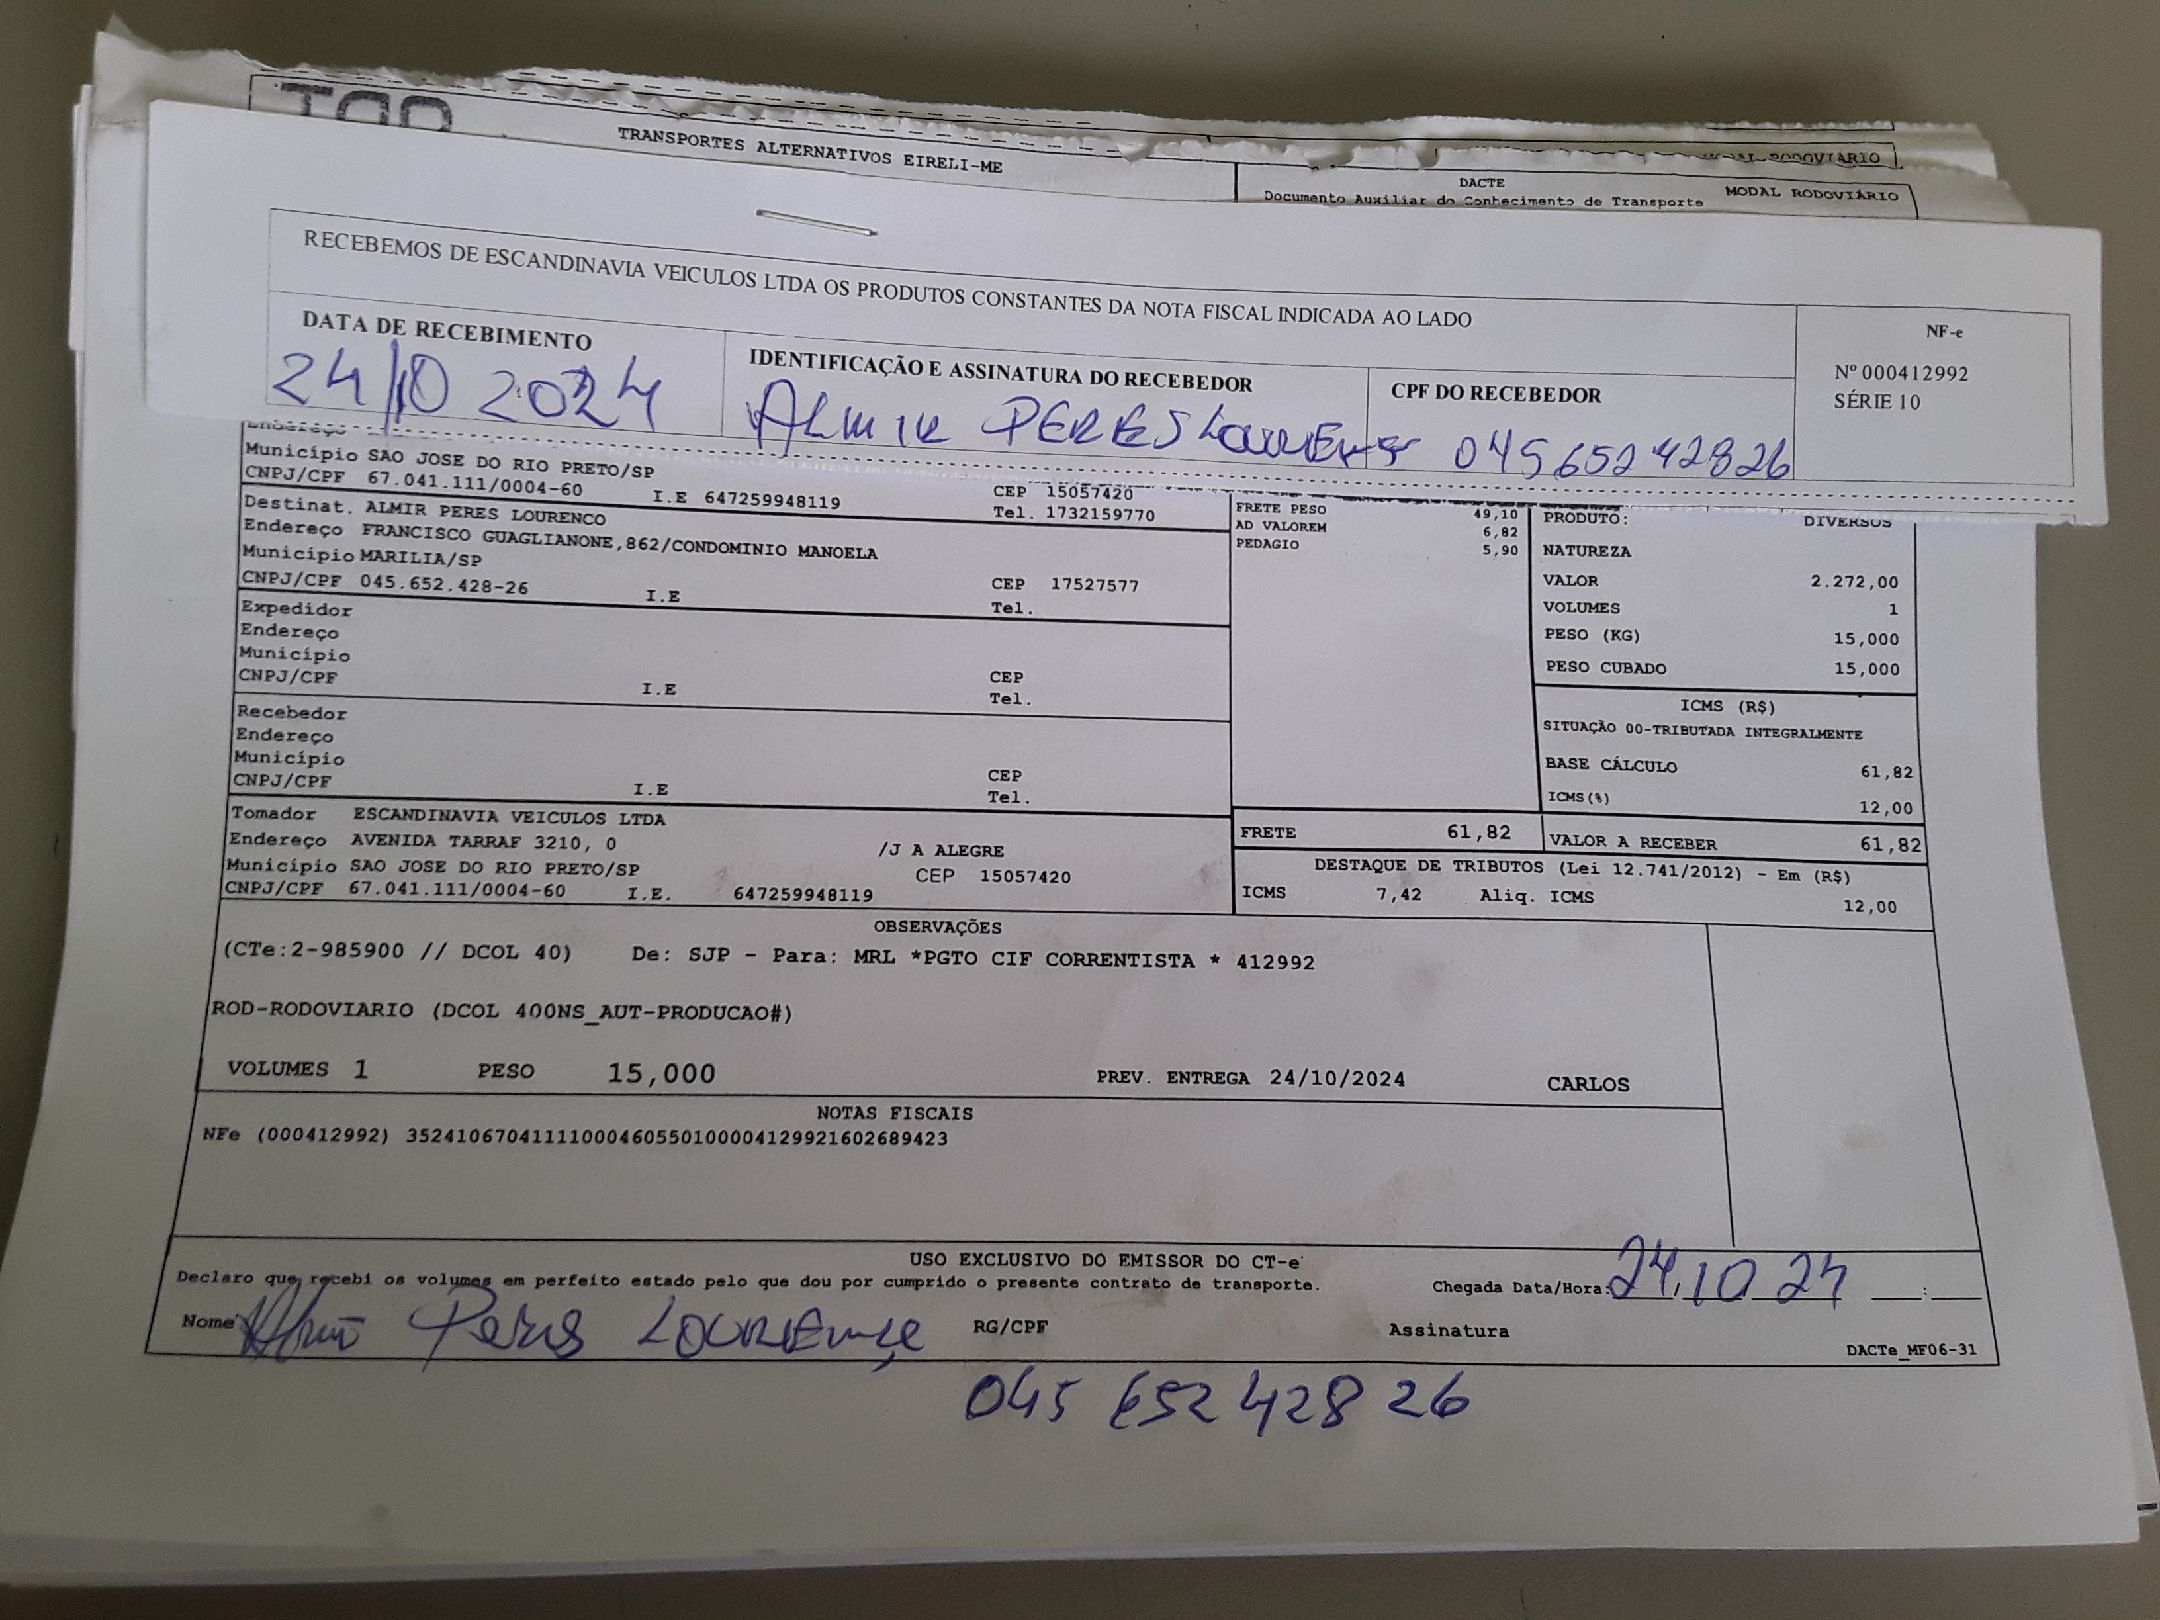 TRANSPORTES ALTERNATIVOS EIRELI-ME
MODAL RODOVIÁRIO
DACTE
MODAL RODOVIÁRIO
Documento Auxiliar do Conhecimento de Transporte
RECEBEMOS DE ESCANDINAVIA VEICULOS LTDA OS PRODUTOS CONSTANTES DA NOTA FISCAL INDICADA AO LADO
NF-e
Nº 000412992
SÉRIE 10
DATA DE RECEBIMENTO
24/10 2024
IDENTIFICAÇÃO E ASSINATURA DO RECEBEDOR
ALMIR PERES LOURENÇO
CPF DO RECEBEDOR
045 652 428 26
Endereço
Município SAO JOSE DO RIO PRETO/SP CEP 15057420
CNPJ/CPF 67.041.111/0004-60 I.E 647259948119 Tel. 1732159770
Destinat. ALMIR PERES LOURENCO
Endereço FRANCISCO GUAGLIANONE,862/CONDOMINIO MANOELA
Município MARILIA/SP CEP 17527577
CNPJ/CPF 045.652.428-26 I.E Tel.
Expedidor
Endereço
Município CEP
CNPJ/CPF I.E Tel.
Recebedor
Endereço
Município CEP
CNPJ/CPF I.E Tel.
Tomador ESCANDINAVIA VEICULOS LTDA
Endereço AVENIDA TARRAF 3210, 0 /J A ALEGRE
Município SAO JOSE DO RIO PRETO/SP CEP 15057420
CNPJ/CPF 67.041.111/0004-60 I.E. 647259948119
FRETE PESO 49,10
AD VALOREM 6,82
PEDAGIO 5,90
FRETE 61,82
PRODUTO: DIVERSOS
NATUREZA
VALOR 2.272,00
VOLUMES 1
PESO (KG) 15,000
PESO CUBADO 15,000
ICMS (R$)
SITUAÇÃO 00-TRIBUTADA INTEGRALMENTE
BASE CÁLCULO 61,82
ICMS(%) 12,00
VALOR A RECEBER 61,82
DESTAQUE DE TRIBUTOS (Lei 12.741/2012) - Em (R$)
ICMS 7,42 Aliq. ICMS 12,00
OBSERVAÇÕES
(CTe:2-985900 // DCOL 40) De: SJP - Para: MRL *PGTO CIF CORRENTISTA * 412992
ROD-RODOVIARIO (DCOL 400NS_AUT-PRODUCAO#)
VOLUMES 1 PESO 15,000 PREV. ENTREGA 24/10/2024 CARLOS
NOTAS FISCAIS
NFe (000412992) 35241067041111000460550100004129921602689423
USO EXCLUSIVO DO EMISSOR DO CT-e
Declaro que recebi os volumes em perfeito estado pelo que dou por cumprido o presente contrato de transporte. Chegada Data/Hora: 24/10 24 :
Nome Almir Peres LOURENÇO RG/CPF Assinatura
DACTe_MF06-31
045 652 428 26